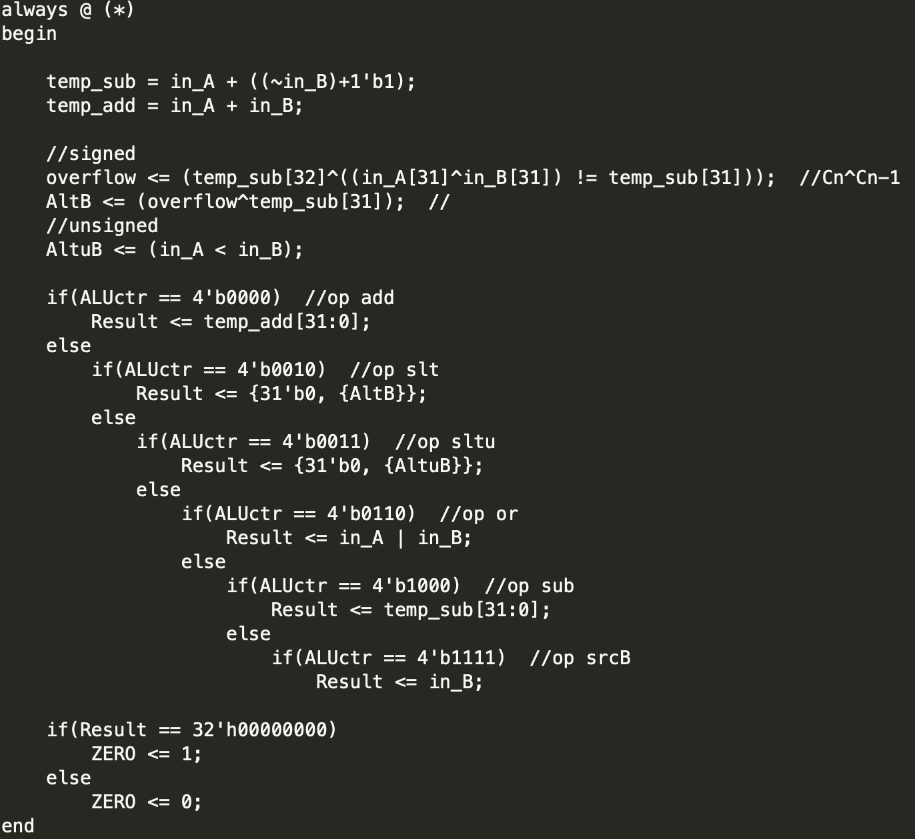 always @ (*)
begin

    temp_sub = in_A + ((~in_B)+1'b1);
    temp_add = in_A + in_B;

    //signed
    overflow <= (temp_sub[32]^((in_A[31]^in_B[31]) != temp_sub[31]));  //Cn^Cn-1
    AltB <= (overflow^temp_sub[31]);  //
    //unsigned
    AltuB <= (in_A < in_B);

    if(ALUctr == 4'b0000)  //op add
        Result <= temp_add[31:0];
    else
        if(ALUctr == 4'b0010)  //op slt
            Result <= {31'b0, {AltB}};
        else
            if(ALUctr == 4'b0011)  //op sltu
                Result <= {31'b0, {AltuB}};
            else
                if(ALUctr == 4'b0110)  //op or
                    Result <= in_A | in_B;
                else
                    if(ALUctr == 4'b1000)  //op sub
                        Result <= temp_sub[31:0];
                    else
                        if(ALUctr == 4'b1111)  //op srcB
                            Result <= in_B;

    if(Result == 32'h00000000)
        ZERO <= 1;
    else
        ZERO <= 0;
end